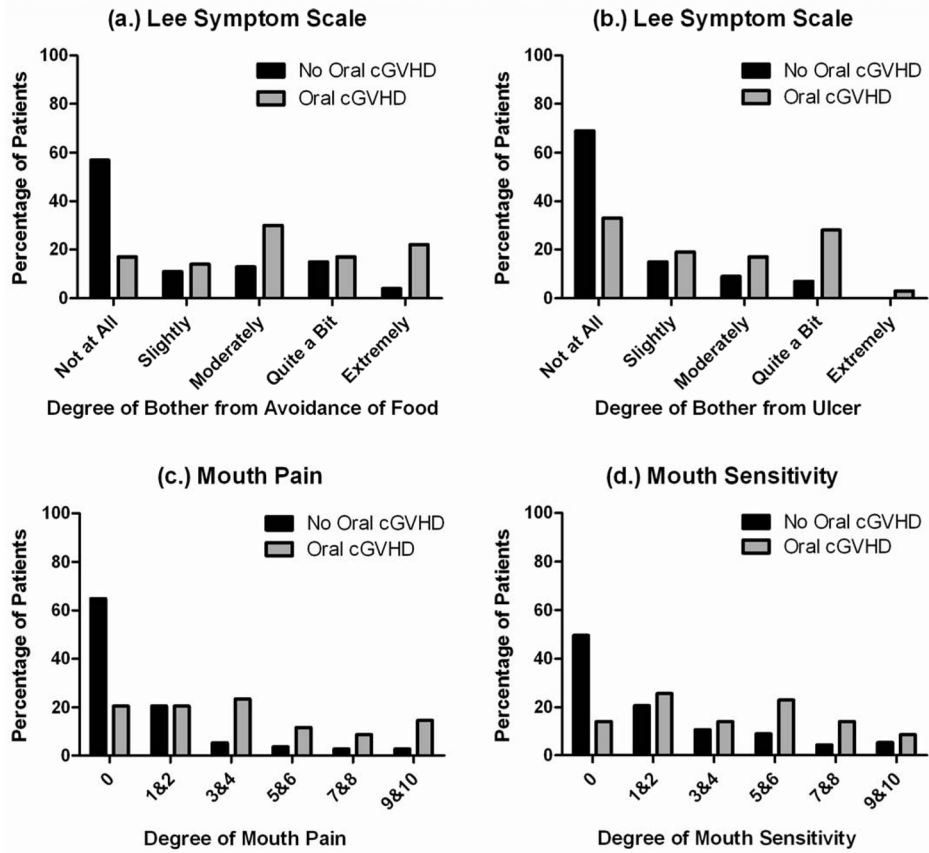 (a.) Lee Symptom Scale
Percentage of Patients
100
80
60
40
20
0
No Oral cGVHD
Oral cGVHD
Not at All
Slightly
Moderately
Quite a Bit
Extremely
Degree of Bother from Avoidance of Food
(b.) Lee Symptom Scale
Percentage of Patients
100
80
60
40
20
0
No Oral cGVHD
Oral cGVHD
Not at All
Slightly
Moderately
Quite a Bit
Extremely
Degree of Bother from Ulcer
(c.) Mouth Pain
Percentage of Patients
100
80
60
40
20
0
No Oral cGVHD
Oral cGVHD
0
1&2
3&4
5&6
7&8
9&10
Degree of Mouth Pain
(d.) Mouth Sensitivity
Percentage of Patients
100
80
60
40
20
0
No Oral cGVHD
Oral cGVHD
0
1&2
3&4
5&6
7&8
9&10
Degree of Mouth Sensitivity